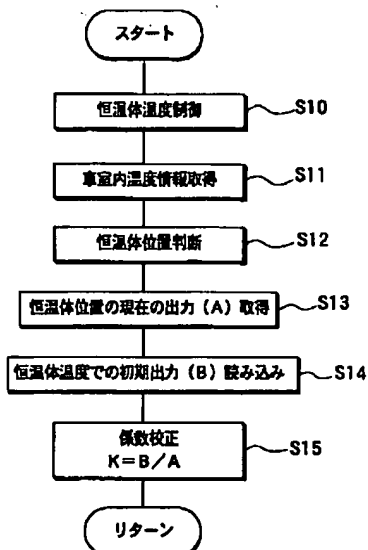 スタート
恒温体温度制御
S10
車室内温度情報取得
S11
恒温体位置判断
S12
恒温体位置の現在の出力（A）取得
S13
恒温体温度での初期出力（B）読み込み
S14
係数校正
K＝B／A
S15
リターン